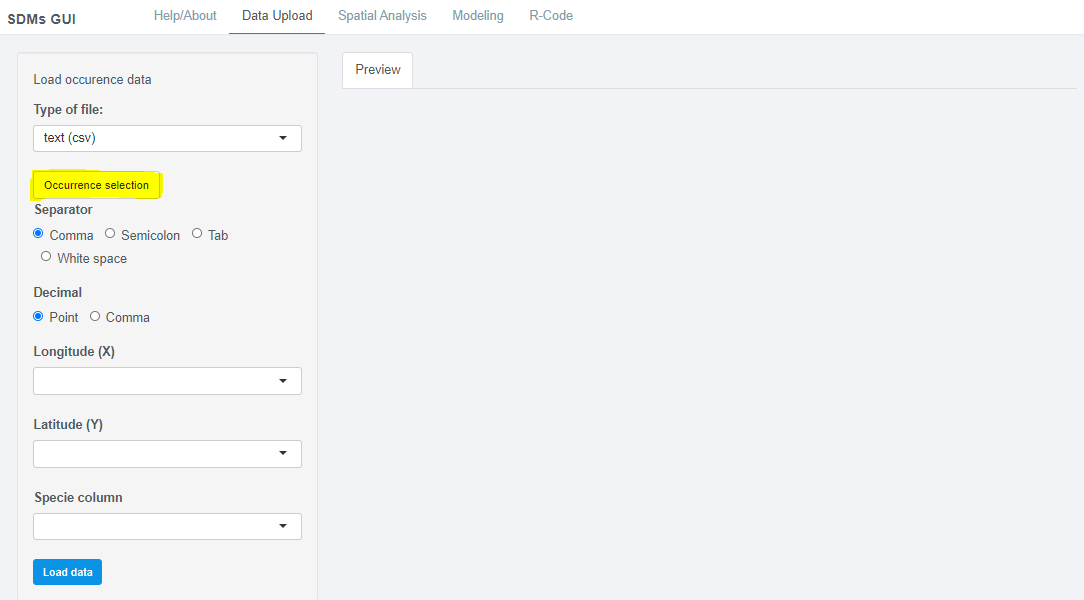 SDMs GUI Help/About Data Upload Spatial Analysis Modeling R-Code
Preview
Load occurence data
Type of file:
text (csv)
Occurrence selection
Separator
Comma Semicolon Tab
White space
Decimal
Point Comma
Longitude (X)
Latitude (Y)
Specie column
Load data